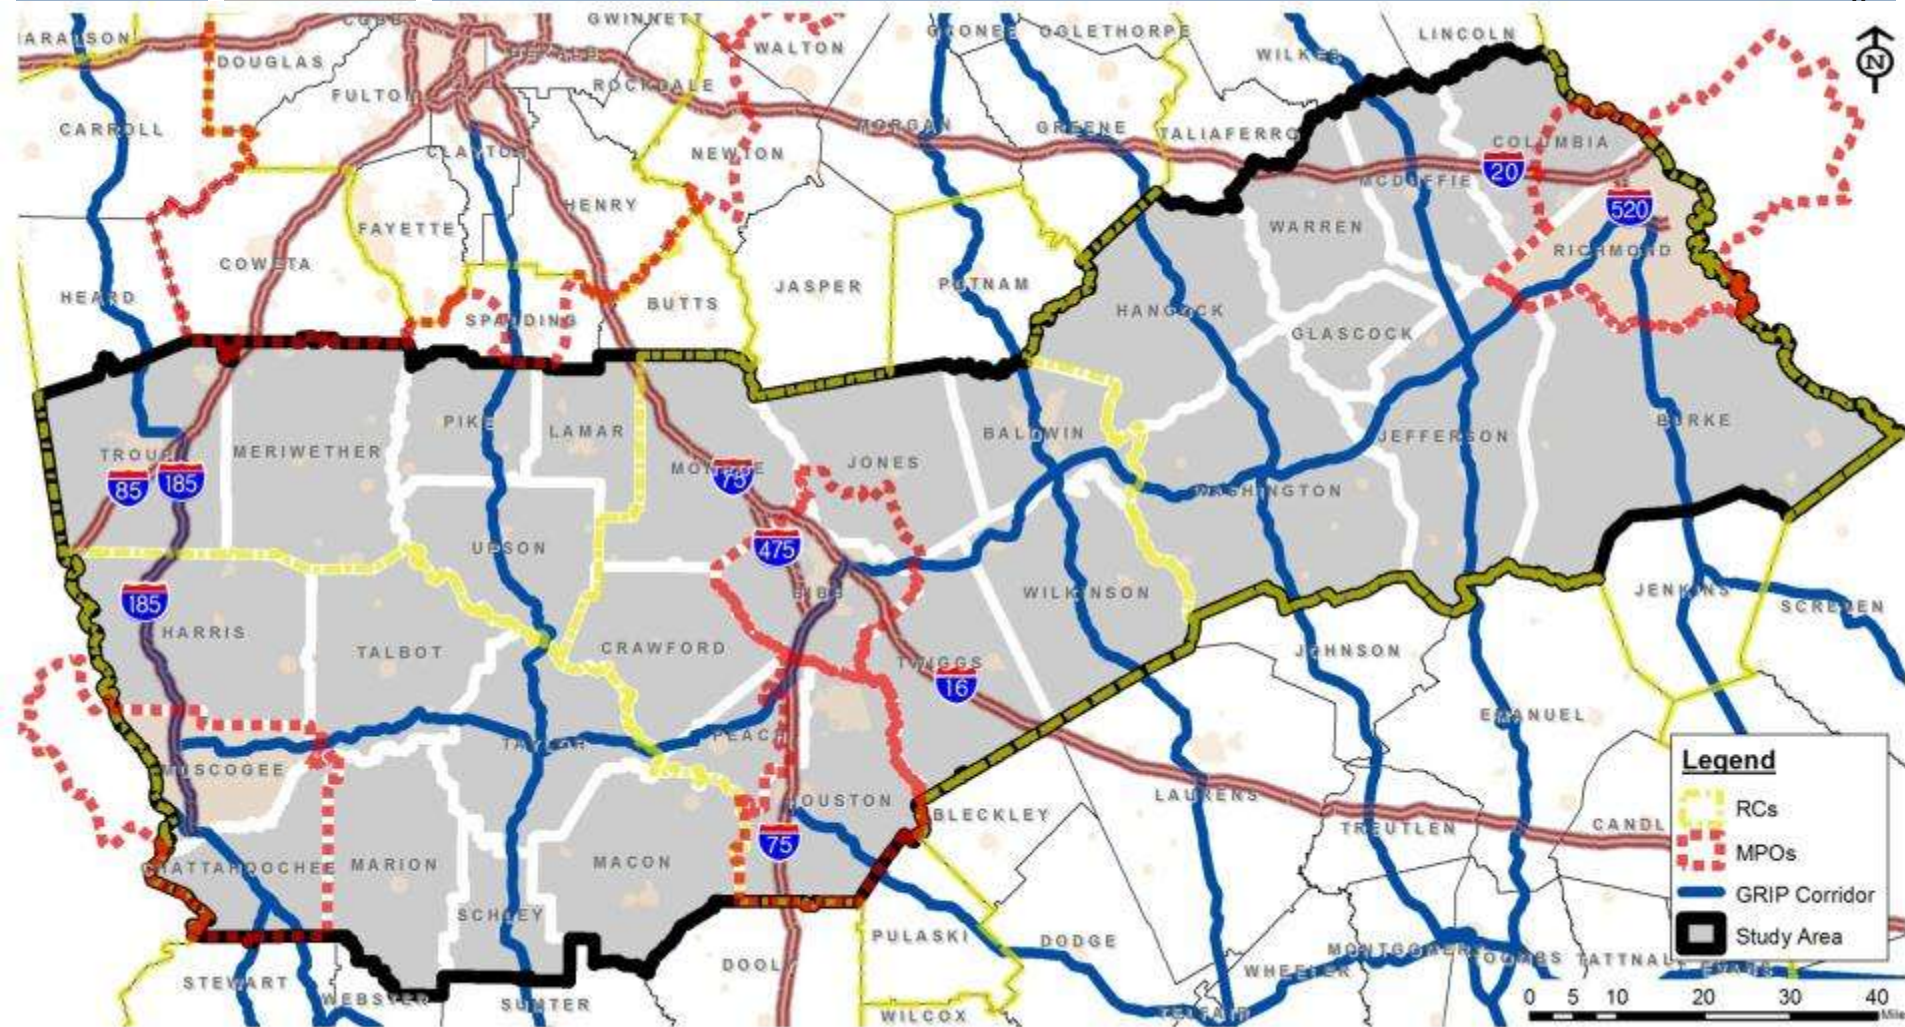 COBB
GWINNETT
LINCOLN
OCONEE
OGLETHORPE
HARALSON
DOUGLAS
DEKALB
WALTON
WILKES
N
FULTON
ROCKDALE
CARROLL
CLAYTON
NEWTON
MORGAN
GREENE
TALIAFERRO
COLUMBIA
20
MCDUFFIE
HENRY
520
FAYETTE
WARREN
COWETA
RICHMOND
HEARD
SPALDING
BUTTS
JASPER
PUTNAM
HANCOCK
GLASCOCK
TROUP
MERIWETHER
PIKE
LAMAR
MONROE
JONES
BALDWIN
JEFFERSON
BURKE
85
185
75
WASHINGTON
UPSON
475
185
BIBB
WILKINSON
JENKINS
SCREVEN
HARRIS
TALBOT
CRAWFORD
TWIGGS
16
JOHNSON
EMANUEL
TAYLOR
PEACH
MUSCOGEE
HOUSTON
BLECKLEY
LAURENS
TREUTLEN
CANDL
75
CHATTAHOOCHEE
MARION
MACON
SCHLEY
PULASKI
DODGE
DOOLY
WHEELER
MONTGOMERY
TOOMBS
TATTNALL
EVANS
STEWART
WEBSTER
SUMTER
WILCOX
TELFAIR
Legend
RCs
MPOs
GRIP Corridor
Study Area
0 5 10 20 30 40
Mile